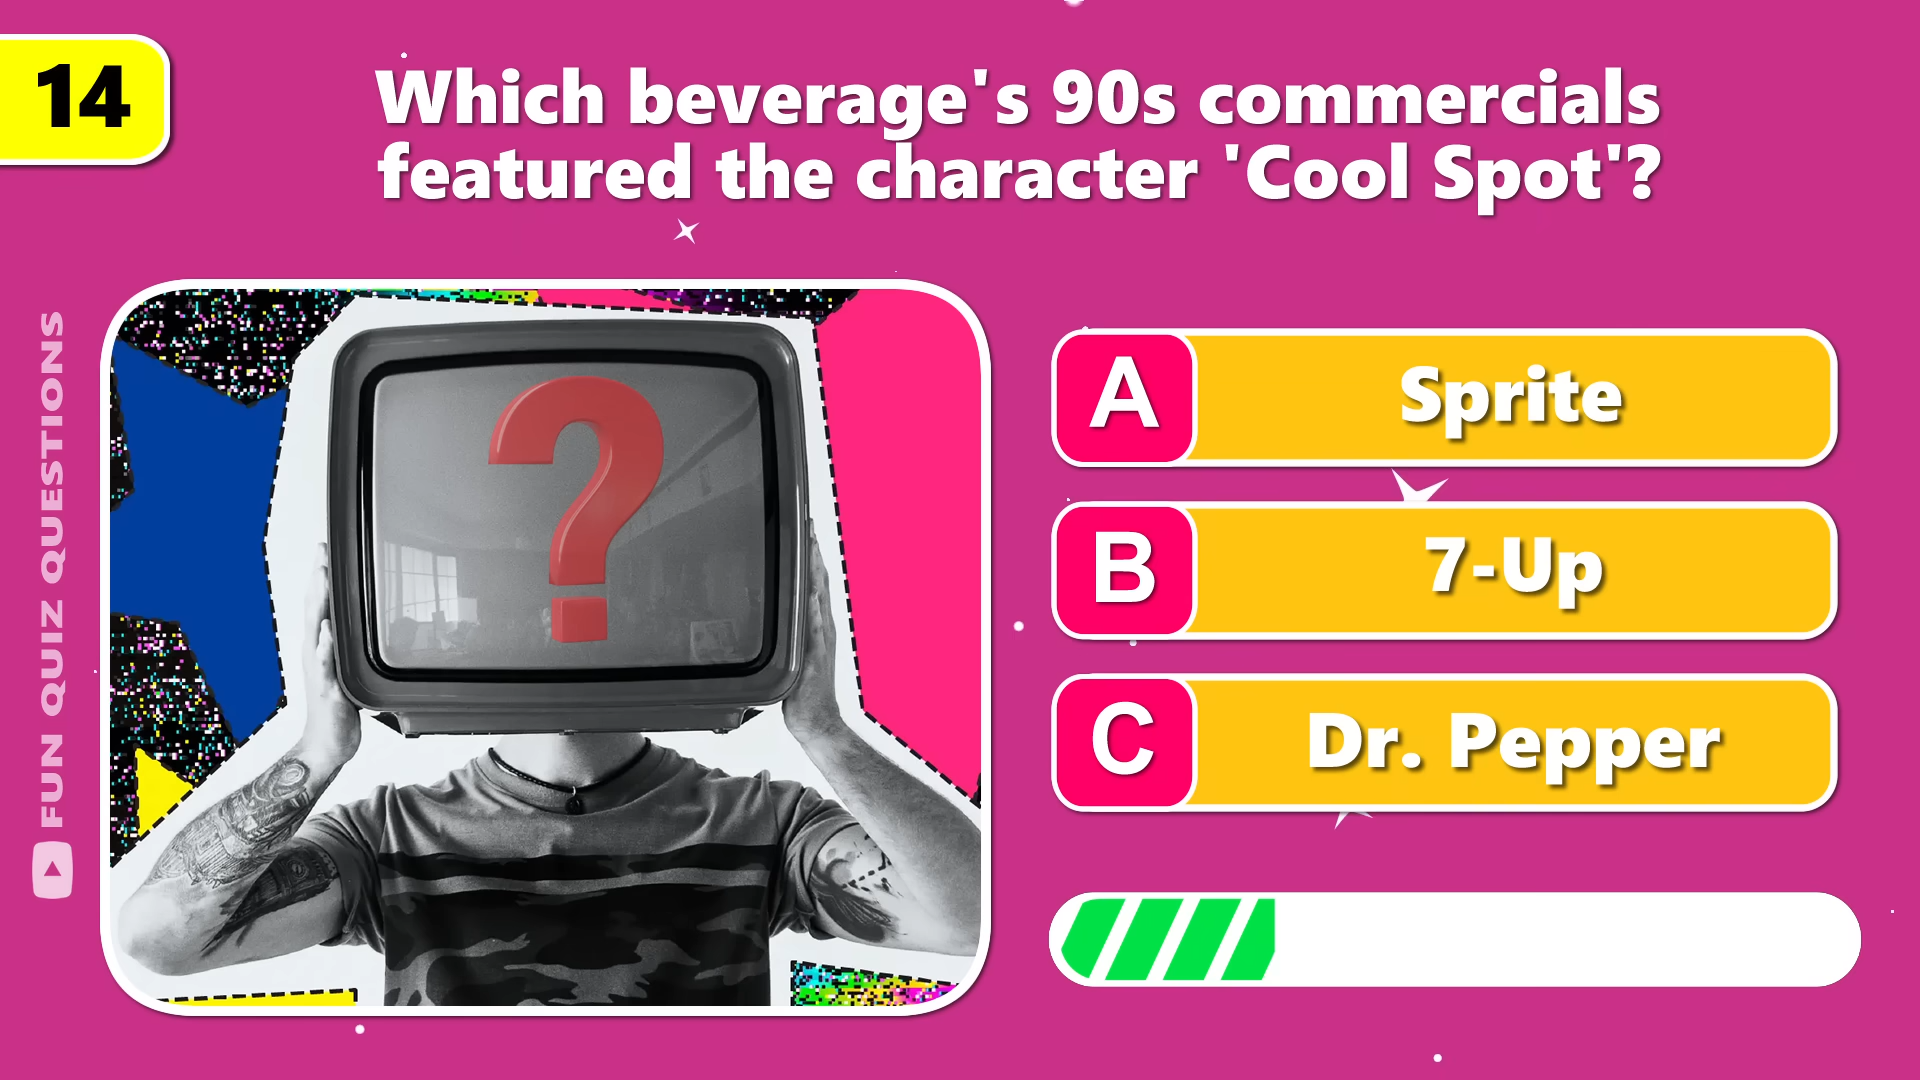 14
Which beverage's 90s commercials
featured the character 'Cool Spot'?
FUN QUIZ QUESTIONS
?
A Sprite
B 7-Up
C Dr. Pepper